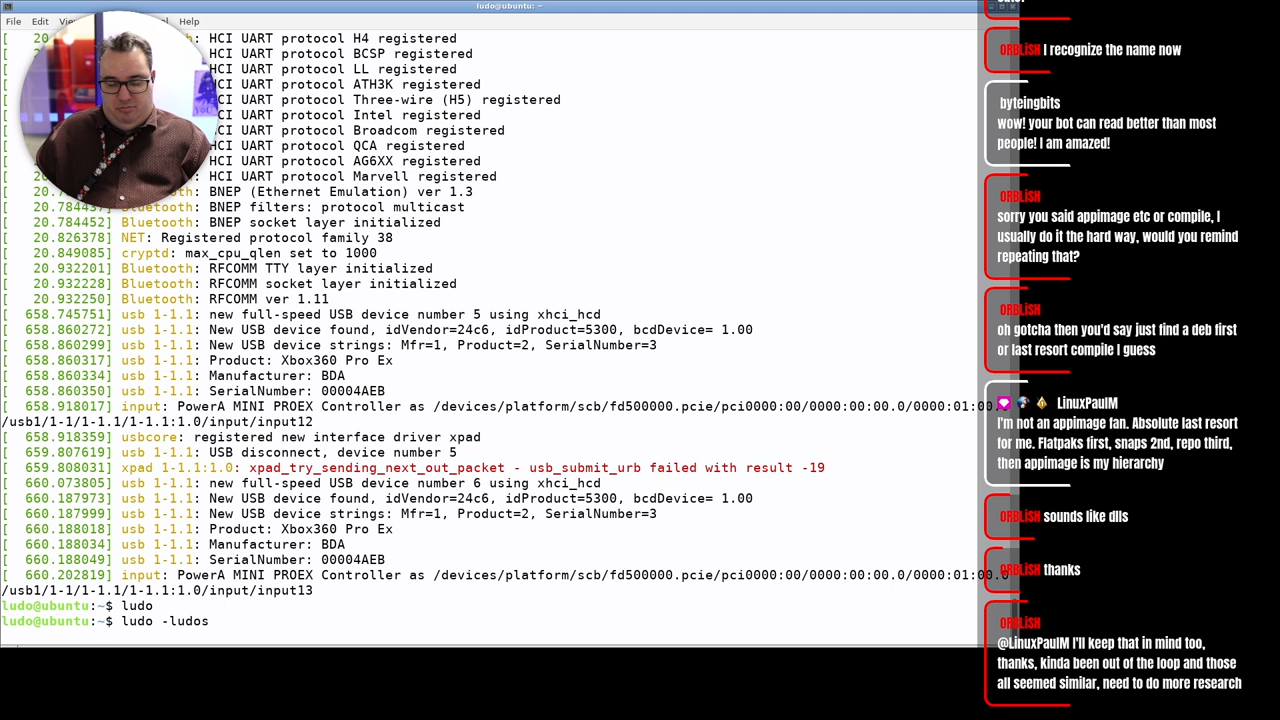 ludo@ubuntu: ~
File Edit Vi Help
[ 20. HCI UART protocol H4 registered
[ HCI UART protocol BCSP registered
[ HCI UART protocol LL registered
[ HCI UART protocol ATH3K registered
[ HCI UART protocol Three-wire (H5) registered
[ HCI UART protocol Intel registered
[ HCI UART protocol Broadcom registered
[ HCI UART protocol QCA registered
[ HCI UART protocol AG6XX registered
[ HCI UART protocol Marvell registered
[ 20.7 tooth: BNEP (Ethernet Emulation) ver 1.3
[ 20.784437] Bluetooth: BNEP filters: protocol multicast
[ 20.784452] Bluetooth: BNEP socket layer initialized
[ 20.826378] NET: Registered protocol family 38
[ 20.849085] cryptd: max_cpu_qlen set to 1000
[ 20.932201] Bluetooth: RFCOMM TTY layer initialized
[ 20.932228] Bluetooth: RFCOMM socket layer initialized
[ 20.932250] Bluetooth: RFCOMM ver 1.11
[ 658.745751] usb 1-1.1: new full-speed USB device number 5 using xhci_hcd
[ 658.860272] usb 1-1.1: New USB device found, idVendor=24c6, idProduct=5300, bcdDevice= 1.00
[ 658.860299] usb 1-1.1: New USB device strings: Mfr=1, Product=2, SerialNumber=3
[ 658.860317] usb 1-1.1: Product: Xbox360 Pro Ex
[ 658.860334] usb 1-1.1: Manufacturer: BDA
[ 658.860350] usb 1-1.1: SerialNumber: 00004AEB
[ 658.918017] input: PowerA MINI PROEX Controller as /devices/platform/scb/fd500000.pcie/pci0000:00/0000:00:00.0/0000:01:00.0
/usb1/1-1/1-1.1/1-1.1:1.0/input/input12
[ 658.918359] usbcore: registered new interface driver xpad
[ 659.807619] usb 1-1.1: USB disconnect, device number 5
[ 659.808031] xpad 1-1.1:1.0: xpad_try_sending_next_out_packet - usb_submit_urb failed with result -19
[ 660.073805] usb 1-1.1: new full-speed USB device number 6 using xhci_hcd
[ 660.187973] usb 1-1.1: New USB device found, idVendor=24c6, idProduct=5300, bcdDevice= 1.00
[ 660.187999] usb 1-1.1: New USB device strings: Mfr=1, Product=2, SerialNumber=3
[ 660.188018] usb 1-1.1: Product: Xbox360 Pro Ex
[ 660.188034] usb 1-1.1: Manufacturer: BDA
[ 660.188049] usb 1-1.1: SerialNumber: 00004AEB
[ 660.202819] input: PowerA MINI PROEX Controller as /devices/platform/scb/fd500000.pcie/pci0000:00/0000:00:00.0/0000:01:00.0
/usb1/1-1/1-1.1/1-1.1:1.0/input/input13
ludo@ubuntu:~$ ludo
ludo@ubuntu:~$ ludo -ludos
ORBLiSH I recognize the name now
byteingbits
wow! your bot can read better than most
people! I am amazed!
ORBLiSH
sorry you said appimage etc or compile, I
usually do it the hard way, would you remind
repeating that?
ORBLiSH
oh gotcha then you'd say just find a deb first
or last resort compile I guess
LinuxPaulM
I'm not an appimage fan. Absolute last resort
for me. Flatpaks first, snaps 2nd, repo third,
then appimage is my hierarchy
ORBLiSH sounds like dlls
ORBLiSH thanks
ORBLiSH
@LinuxPaulM I'll keep that in mind too,
thanks, kinda been out of the loop and those
all seemed similar, need to do more research